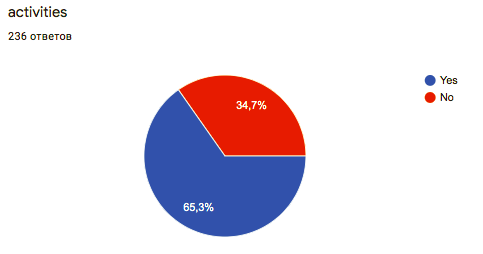 activities
236 ответов
Yes
No
34,7%
65,3%